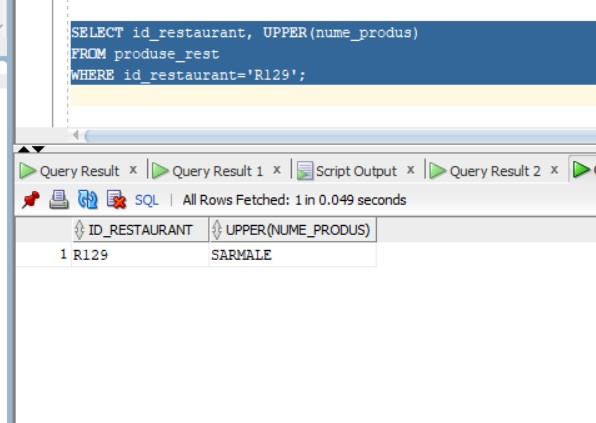 SELECT id_restaurant, UPPER(nume_produs)
FROM produse_rest
WHERE id_restaurant='R129';
Query Result x Query Result 1 x Script Output x Query Result 2 x
SQL | All Rows Fetched: 1 in 0.049 seconds
ID_RESTAURANT UPPER(NUME_PRODUS)
1 R129 SARMALE